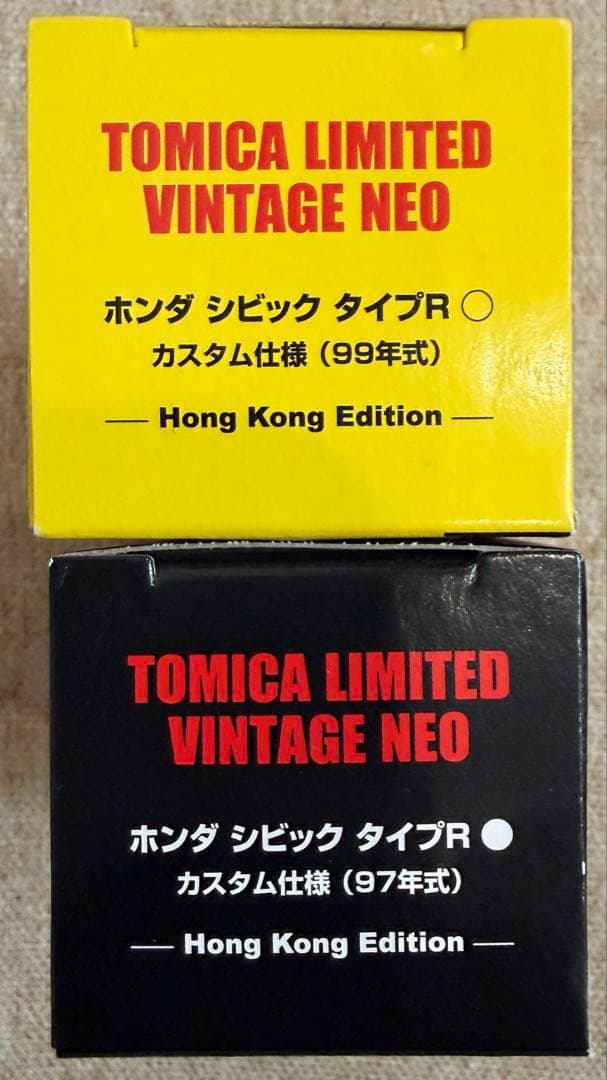 TOMICA LIMITED
VINTAGE NEO
ホンダ シビック タイプR ○
カスタム仕様（99年式）
— Hong Kong Edition —
TOMICA LIMITED
VINTAGE NEO
ホンダ シビック タイプR ●
カスタム仕様（97年式）
— Hong Kong Edition —